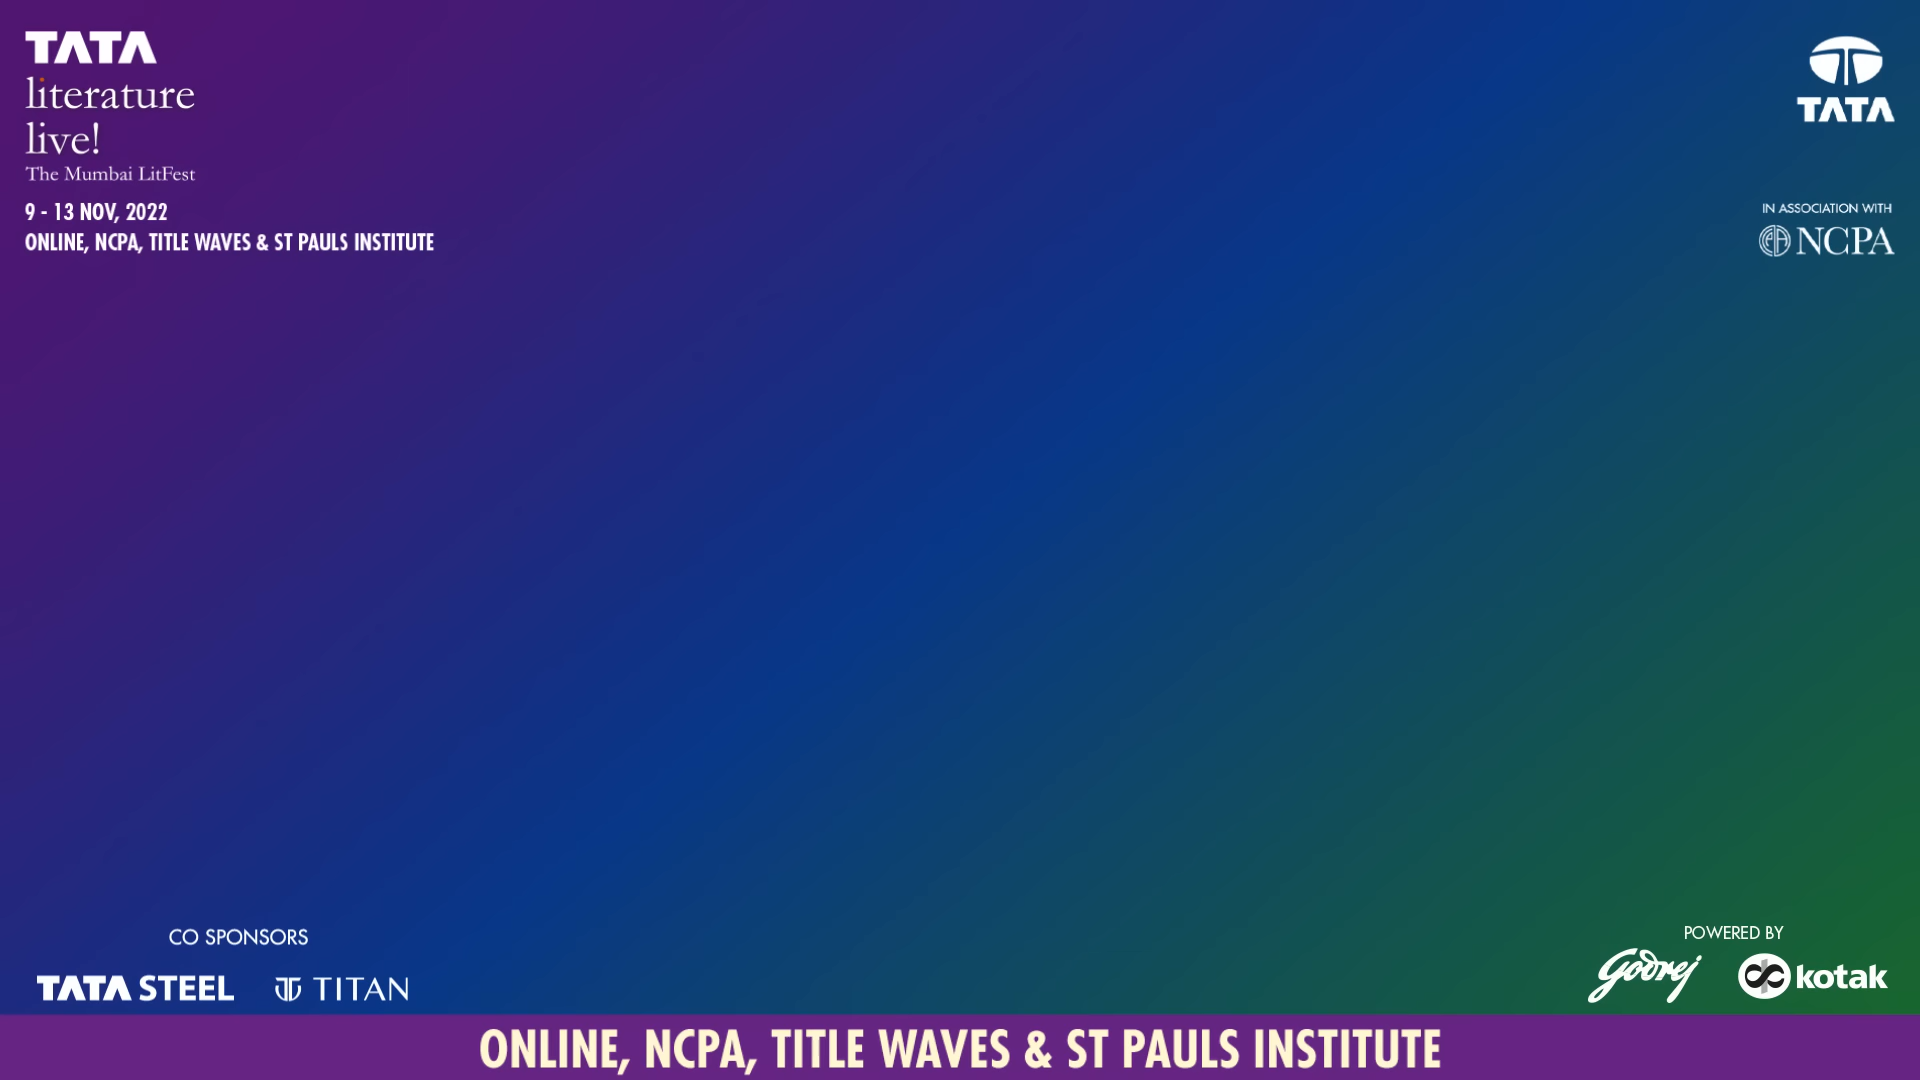 TATA
literature
live!
The Mumbai LitFest
9 - 13 NOV, 2022
ONLINE, NCPA, TITLE WAVES & ST PAULS INSTITUTE
TATA
IN ASSOCIATION WITH
NCPA
CO SPONSORS
TATA STEEL TITAN
POWERED BY
Godrej kotak
ONLINE, NCPA, TITLE WAVES & ST PAULS INSTITUTE